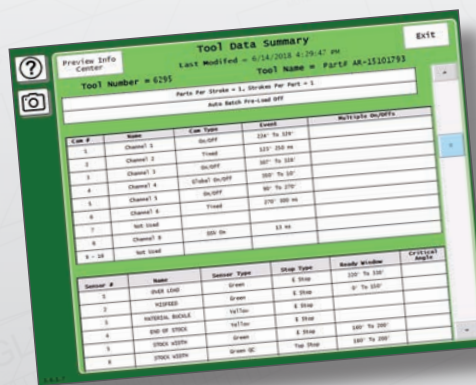 Preview Info
Center
Tool Data Summary
Exit
Last Modifed = 6/14/2018 4:29:47 PM
Tool Number = 6295
Tool Name = Part# AR-15101793
Parts Per Stroke = 1, Strokes Per Part = 1
Auto Batch Pre-Load Off
Cam # Name Cam Type Event Multiple On/Offs
1 Channel 1 On/Off
2 Channel 2 Timed
3 Channel 3 On/Off
4 Channel 4 Global On/Off
5 Channel 5 On/Off
6 Channel 6 Timed
7 Not Used
8 Channel 8
9 - 16 Not Used
Sensor # Name Sensor Type Stop Type Ready Window Critical Angle
1 OVER LOAD Green E Stop
2 MISFEED Green E Stop
3 MATERIAL BUCKLE Yellow E Stop
4 END OF STOCK Yellow E Stop
5 STOCK WIDTH Green E Stop
6 STOCK WIDTH Green QC Top Stop